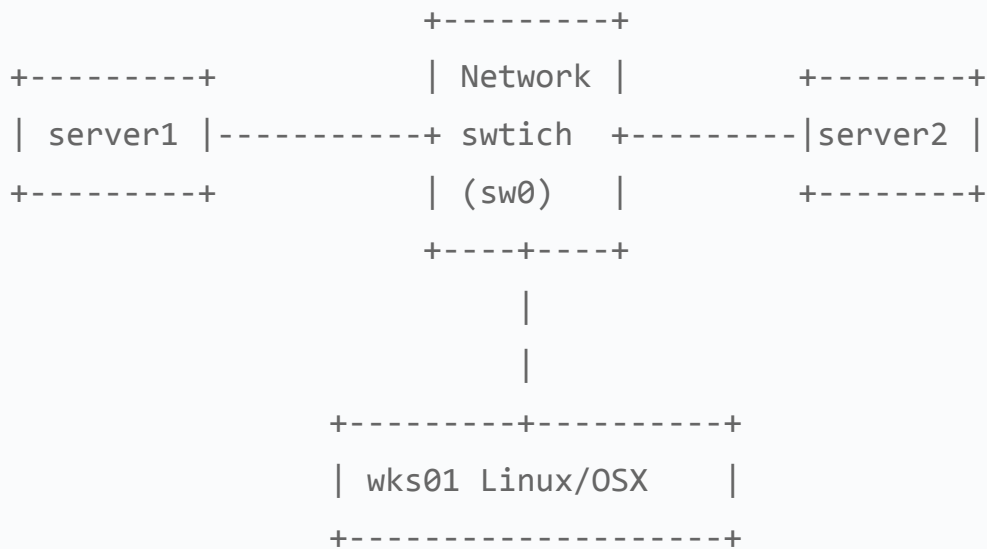 +---------+
+---------+              | Network |          +--------+
| server1 |-----------+ swtich  +---------|server2 |
+---------+              | (sw0)   |          +--------+
                         +----+----+
                              |
                              |
                    +---------+----------+
                    | wks01 Linux/OSX    |
                    +--------------------+